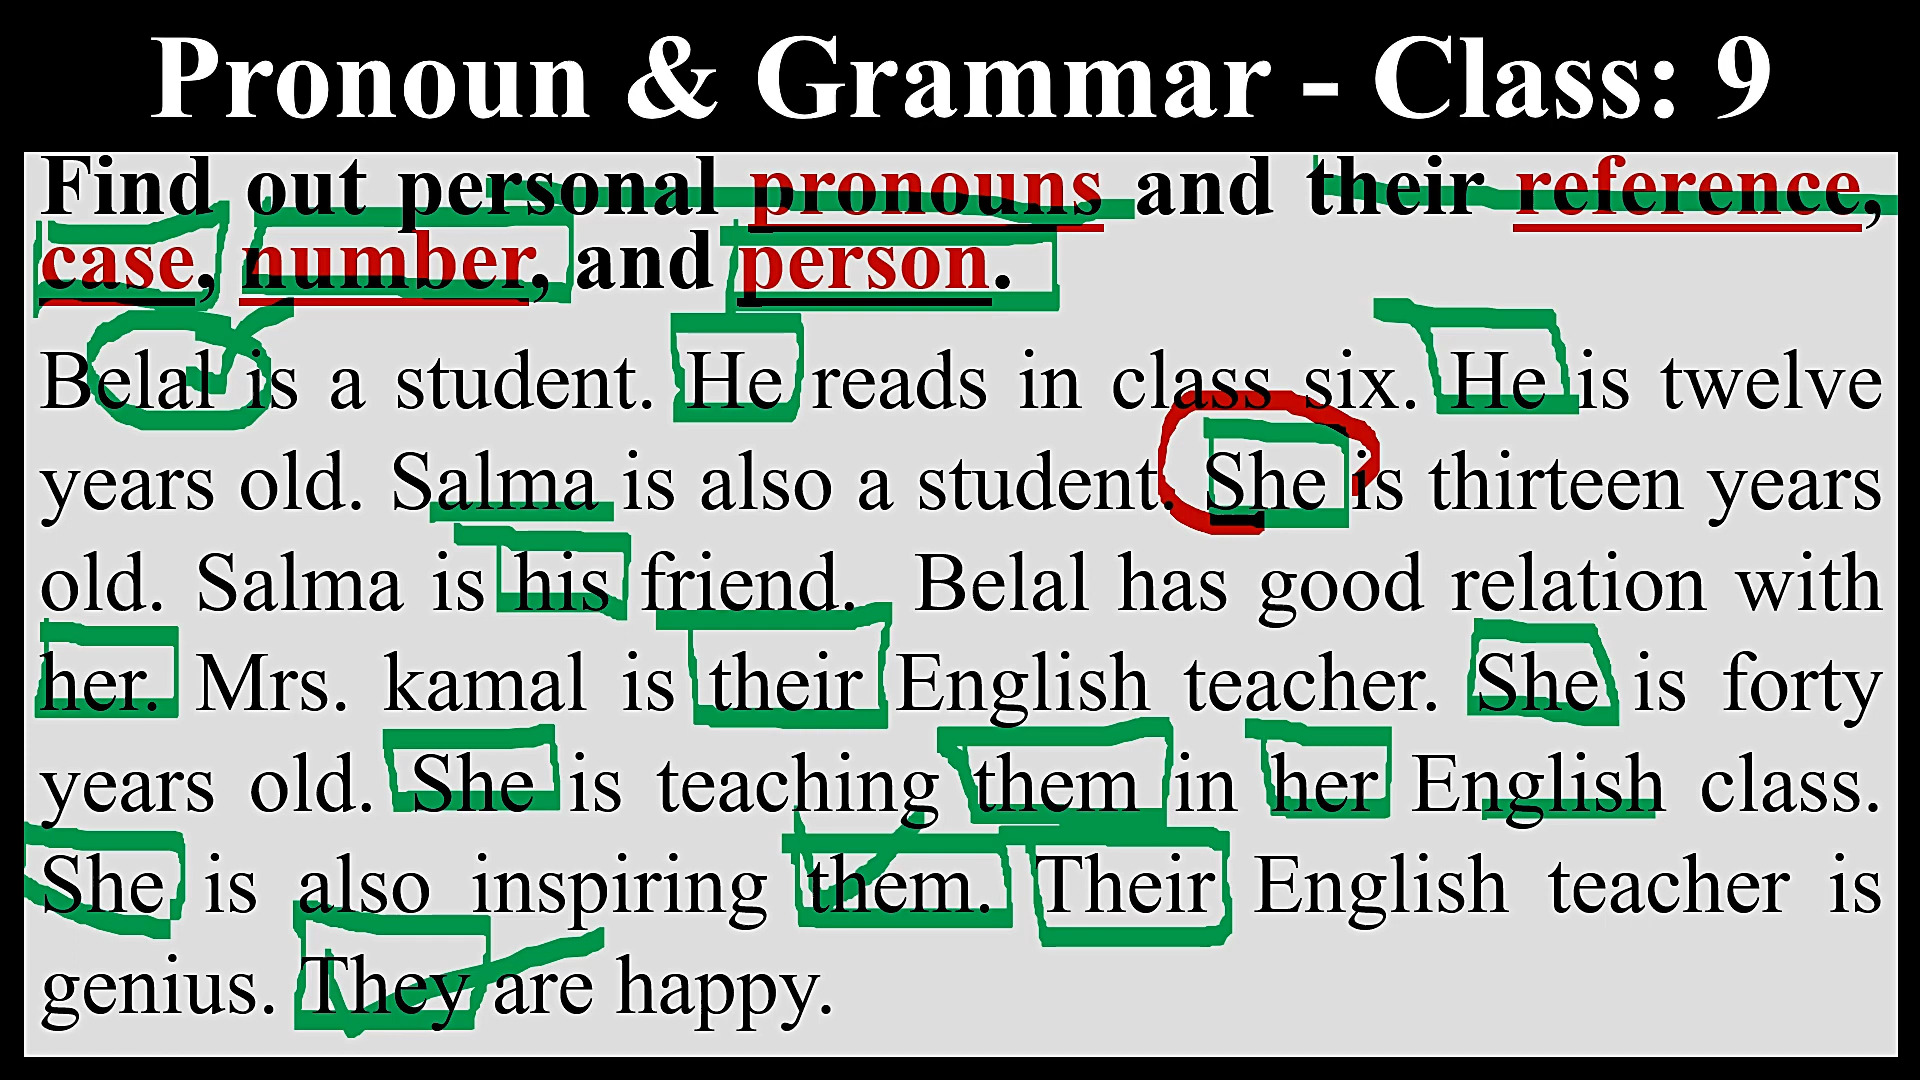 Pronoun & Grammar - Class: 9
Find out personal pronouns and their reference,
case, number, and person.
Belal is a student. He reads in class six. He is twelve
years old. Salma is also a student. She is thirteen years
old. Salma is his friend. Belal has good relation with
her. Mrs. kamal is their English teacher. She is forty
years old. She is teaching them in her English class.
She is also inspiring them. Their English teacher is
genius. They are happy.